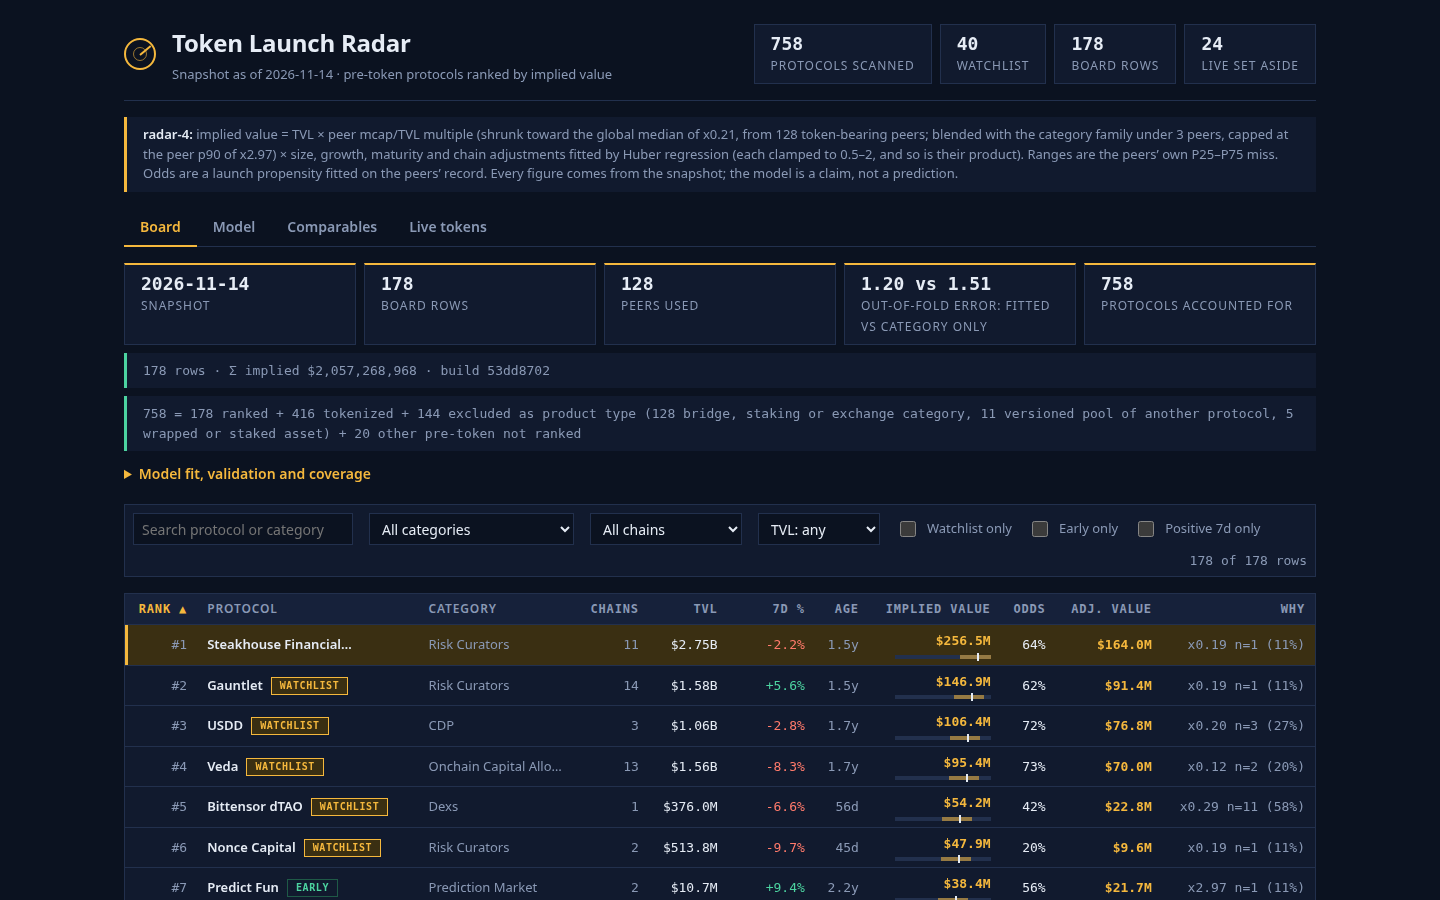 Token Launch Radar
Snapshot as of 2026-11-14 · pre-token protocols ranked by implied value
758
PROTOCOLS SCANNED
40
WATCHLIST
178
BOARD ROWS
24
LIVE SET ASIDE
radar-4: implied value = TVL × peer mcap/TVL multiple (shrunk toward the global median of x0.21, from 128 token-bearing peers; blended with the category family under 3 peers, capped at
the peer p90 of x2.97) × size, growth, maturity and chain adjustments fitted by Huber regression (each clamped to 0.5–2, and so is their product). Ranges are the peers’ own P25–P75 miss.
Odds are a launch propensity fitted on the peers’ record. Every figure comes from the snapshot; the model is a claim, not a prediction.
Board Model Comparables Live tokens
2026-11-14
SNAPSHOT
178
BOARD ROWS
128
PEERS USED
1.20 vs 1.51
OUT-OF-FOLD ERROR: FITTED
VS CATEGORY ONLY
758
PROTOCOLS ACCOUNTED FOR
178 rows · Σ implied $2,057,268,968 · build 53dd8702
758 = 178 ranked + 416 tokenized + 144 excluded as product type (128 bridge, staking or exchange category, 11 versioned pool of another protocol, 5
wrapped or staked asset) + 20 other pre-token not ranked
▶ Model fit, validation and coverage
Search protocol or category All categories All chains TVL: any Watchlist only Early only Positive 7d only
178 of 178 rows
RANK ▲ PROTOCOL CATEGORY CHAINS TVL 7D % AGE IMPLIED VALUE ODDS ADJ. VALUE WHY
#1 Steakhouse Financial... Risk Curators 11 $2.75B -2.2% 1.5y $256.5M 64% $164.0M x0.19 n=1 (11%)
#2 Gauntlet WATCHLIST Risk Curators 14 $1.58B +5.6% 1.5y $146.9M 62% $91.4M x0.19 n=1 (11%)
#3 USDD WATCHLIST CDP 3 $1.06B -2.8% 1.7y $106.4M 72% $76.8M x0.20 n=3 (27%)
#4 Veda WATCHLIST Onchain Capital Allo... 13 $1.56B -8.3% 1.7y $95.4M 73% $70.0M x0.12 n=2 (20%)
#5 Bittensor dTAO WATCHLIST Dexs 1 $376.0M -6.6% 56d $54.2M 42% $22.8M x0.29 n=11 (58%)
#6 Nonce Capital WATCHLIST Risk Curators 2 $513.8M -9.7% 45d $47.9M 20% $9.6M x0.19 n=1 (11%)
#7 Predict Fun EARLY Prediction Market 2 $10.7M +9.4% 2.2y $38.4M 56% $21.7M x2.97 n=1 (11%)